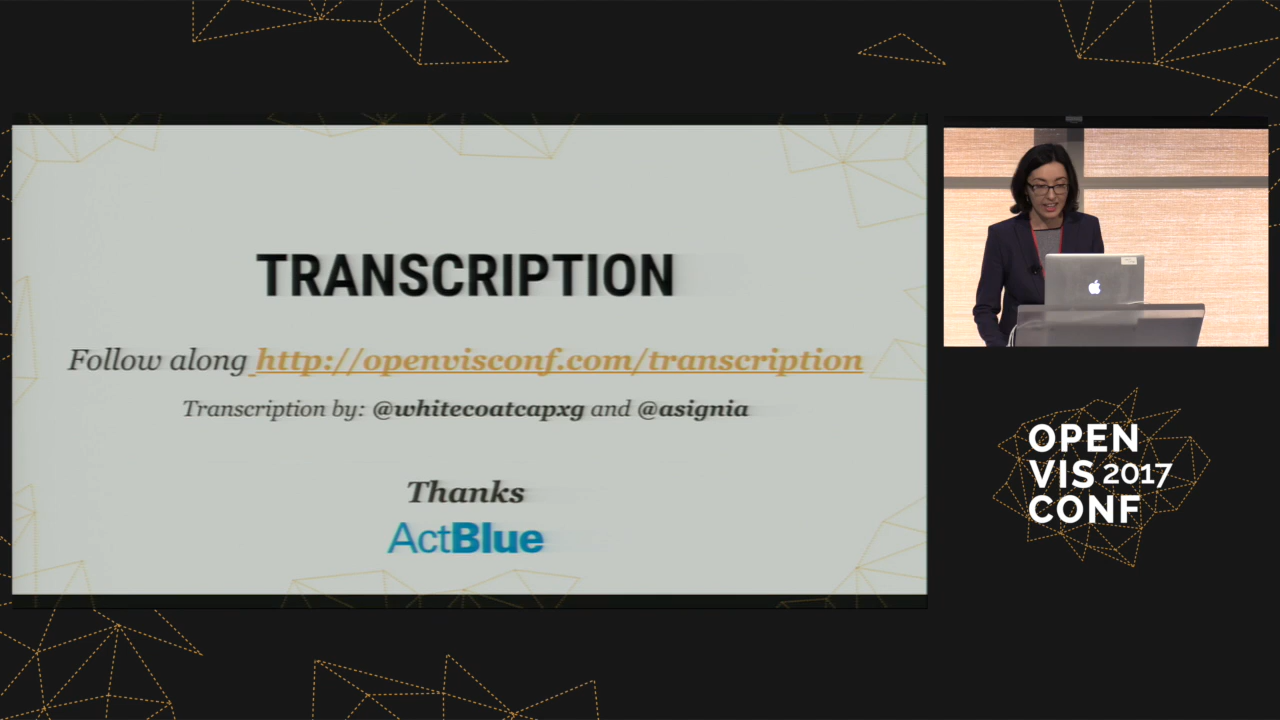 TRANSCRIPTION
Follow along http://openvisconf.com/transcription
Transcription by: @whitecoatcapxg and @asignia
Thanks
ActBlue
OPEN
VIS 2017
CONF